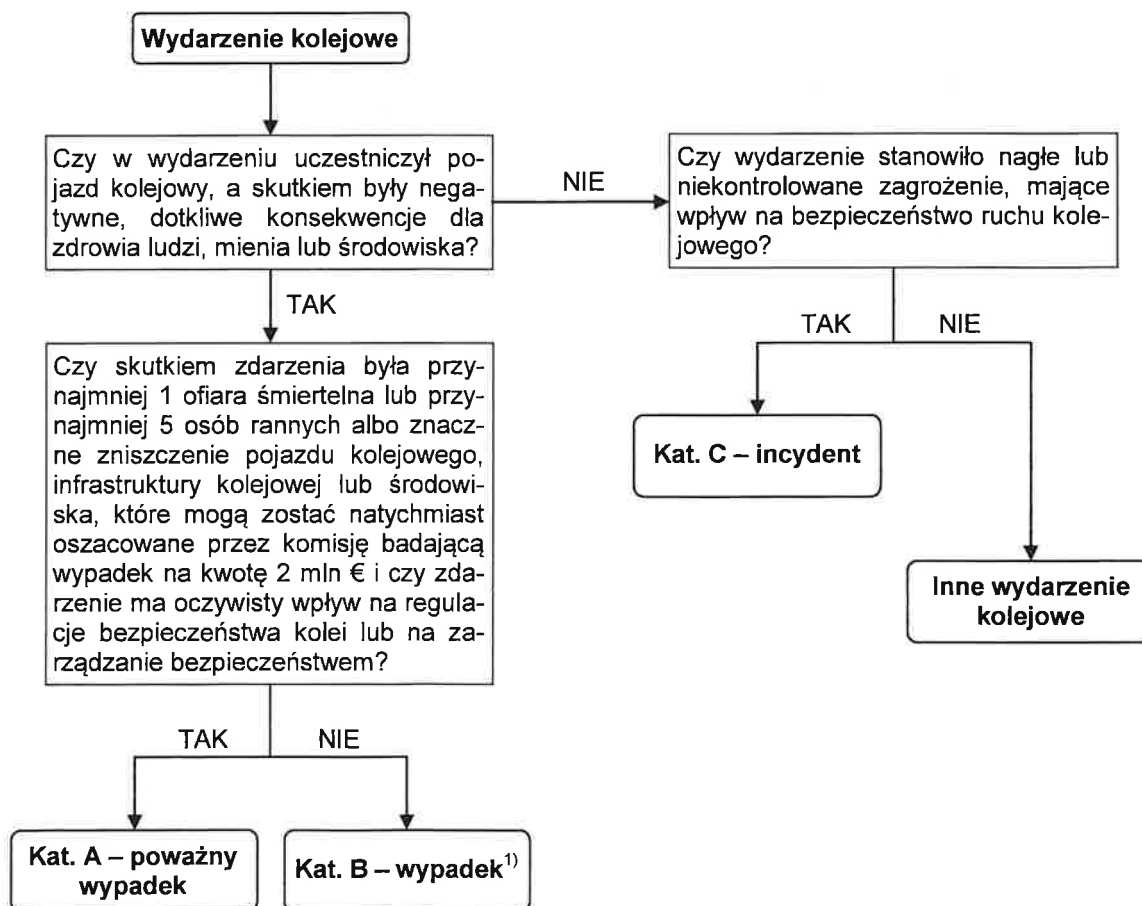 Wydarzenie kolejowe
Czy w wydarzeniu uczestniczył po-
jazd kolejowy, a skutkiem były nega-
tywne, dotkliwe konsekwencje dla
zdrowia ludzi, mienia lub środowiska?
NIE
Czy wydarzenie stanowiło nagłe lub
niekontrolowane zagrożenie, mające
wpływ na bezpieczeństwo ruchu kole-
jowego?
TAK
Czy skutkiem zdarzenia była przy-
najmniej 1 ofiara śmiertelna lub przy-
najmniej 5 osób rannych albo znacz-
ne zniszczenie pojazdu kolejowego,
infrastruktury kolejowej lub środowi-
ska, które mogą zostać natychmiast
oszacowane przez komisję badającą
wypadek na kwotę 2 mln € i czy zda-
rzenie ma oczywisty wpływ na regula-
cje bezpieczeństwa kolei lub na za-
rządzanie bezpieczeństwem?
TAK NIE
Kat. C – incydent
Inne wydarzenie
kolejowe
TAK NIE
Kat. A – poważny
wypadek
Kat. B – wypadek1)